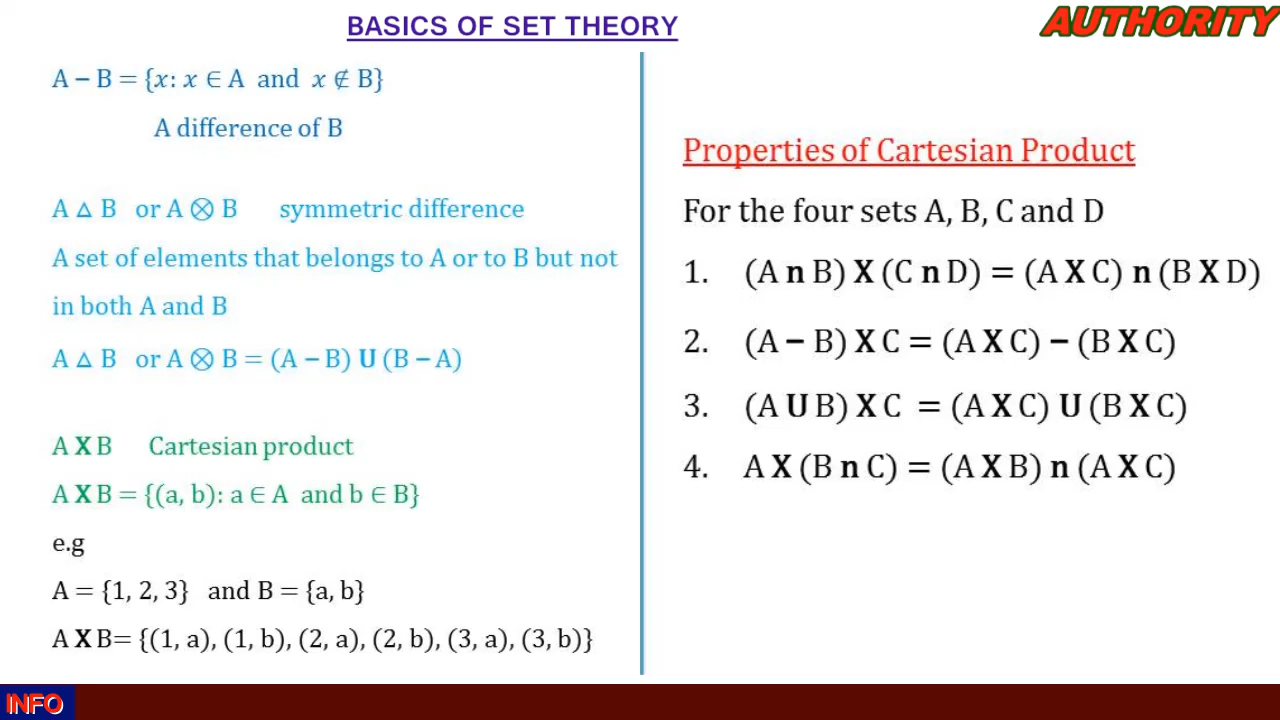 BASICS OF SET THEORY
AUTHORITY
A – B = {x: x ∈ A and x ∉ B}
A difference of B
A △ B or A ⊗ B symmetric difference
A set of elements that belongs to A or to B but not
in both A and B
A △ B or A ⊗ B = (A – B) U (B – A)
A X B Cartesian product
A X B = {(a, b): a ∈ A and b ∈ B}
e.g
A = {1, 2, 3} and B = {a, b}
A X B= {(1, a), (1, b), (2, a), (2, b), (3, a), (3, b)}
Properties of Cartesian Product
For the four sets A, B, C and D
1. (A n B) X (C n D) = (A X C) n (B X D)
2. (A – B) X C = (A X C) – (B X C)
3. (A U B) X C = (A X C) U (B X C)
4. A X (B n C) = (A X B) n (A X C)
INFO